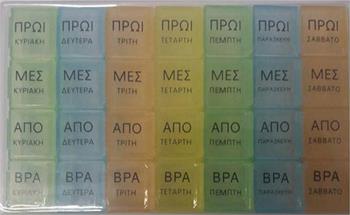 ΠΡΩΙ ΠΡΩΙ ΠΡΩΙ ΠΡΩΙ ΠΡΩΙ ΠΡΩΙ ΠΡΩΙ
ΚΥΡΙΑΚΗ ΔΕΥΤΕΡΑ ΤΡΙΤΗ ΤΕΤΑΡΤΗ ΠΕΜΠΤΗ ΠΑΡΑΣΚΕΥΗ ΣΑΒΒΑΤΟ
ΜΕΣ ΜΕΣ ΜΕΣ ΜΕΣ ΜΕΣ ΜΕΣ ΜΕΣ
ΚΥΡΙΑΚΗ ΔΕΥΤΕΡΑ ΤΡΙΤΗ ΤΕΤΑΡΤΗ ΠΕΜΠΤΗ ΠΑΡΑΣΚΕΥΗ ΣΑΒΒΑΤΟ
ΑΠΟ ΑΠΟ ΑΠΟ ΑΠΟ ΑΠΟ ΑΠΟ ΑΠΟ
ΚΥΡΙΑΚΗ ΔΕΥΤΕΡΑ ΤΡΙΤΗ ΤΕΤΑΡΤΗ ΠΕΜΠΤΗ ΠΑΡΑΣΚΕΥΗ ΣΑΒΒΑΤΟ
ΒΡΑ ΒΡΑ ΒΡΑ ΒΡΑ ΒΡΑ ΒΡΑ ΒΡΑ
ΚΥΡΙΑΚΗ ΔΕΥΤΕΡΑ ΤΡΙΤΗ ΤΕΤΑΡΤΗ ΠΕΜΠΤΗ ΠΑΡΑΣΚΕΥΗ ΣΑΒΒΑΤΟ